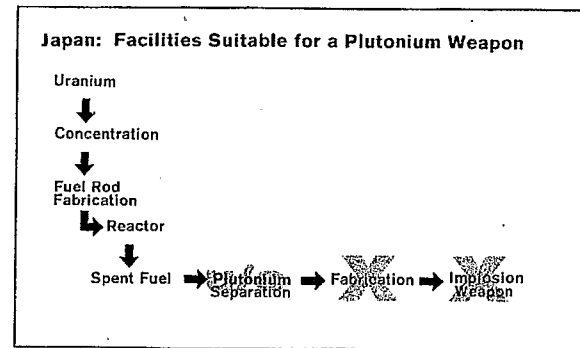 Japan: Facilities Suitable for a Plutonium Weapon
Uranium
Concentration
Fuel Rod
Fabrication
Reactor
Spent Fuel
Plutonium
Separation
Fabrication
Implosion
Weapon